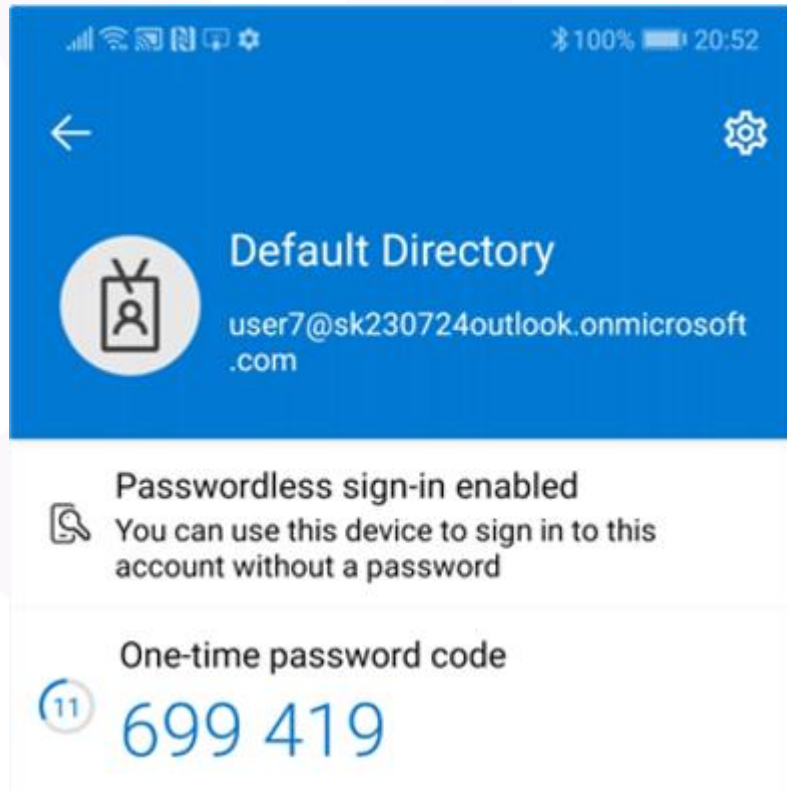 100% 20:52
Default Directory
user7@sk230724outlook.onmicrosoft
.com
Passwordless sign-in enabled
You can use this device to sign in to this
account without a password
One-time password code
11
699 419